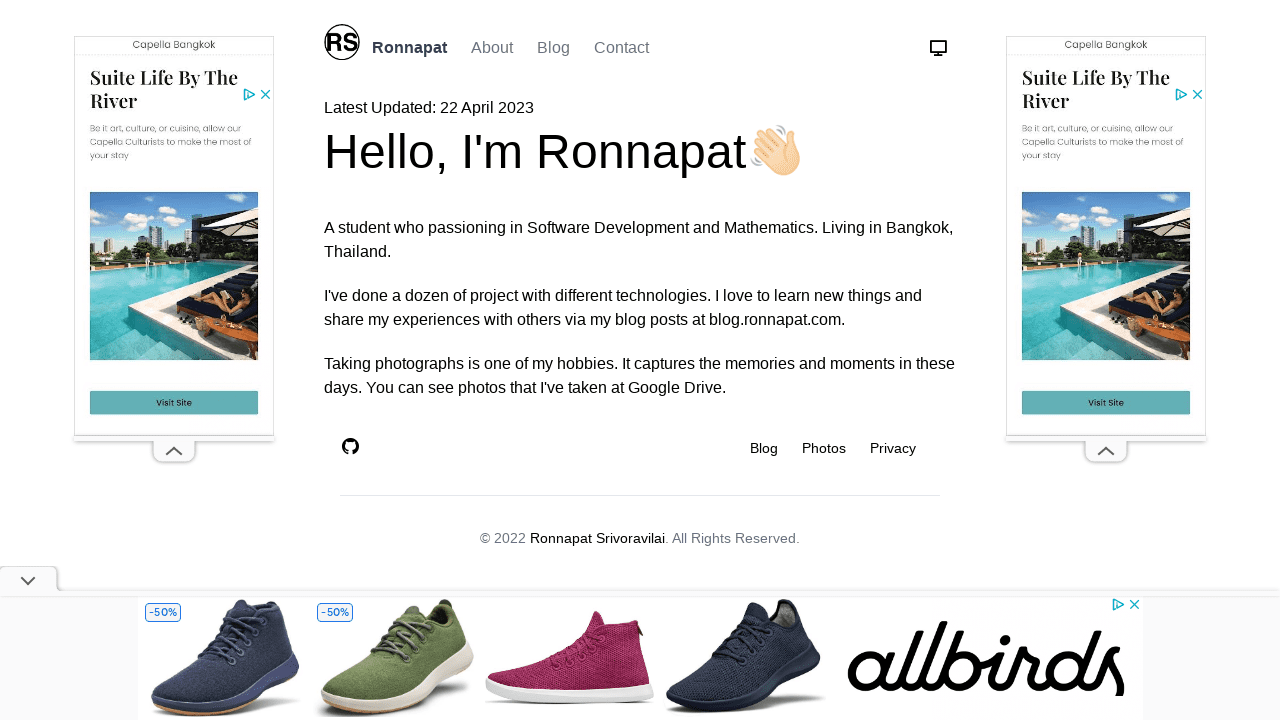 RS
Ronnapat
About
Blog
Contact
Latest Updated: 22 April 2023
Hello, I'm Ronnapat
A student who passioning in Software Development and Mathematics. Living in Bangkok,
Thailand.
I've done a dozen of project with different technologies. I love to learn new things and
share my experiences with others via my blog posts at blog.ronnapat.com.
Taking photographs is one of my hobbies. It captures the memories and moments in these
days. You can see photos that I've taken at Google Drive.
Blog
Photos
Privacy
© 2022 Ronnapat Srivoravilai. All Rights Reserved.
Capella Bangkok
Suite Life By The
River
Be it art, culture, or cuisine, allow our
Capella Culturists to make the most of
your stay
Visit Site
Capella Bangkok
Suite Life By The
River
Be it art, culture, or cuisine, allow our
Capella Culturists to make the most of
your stay
Visit Site
-50%
-50%
allbirds